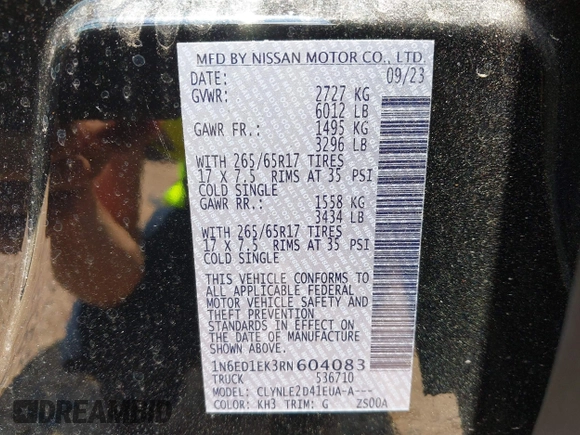 MFD BY NISSAN MOTOR CO., LTD.
DATE: 09/23
GVWR: 2727 KG
6012 LB
GAWR FR.: 1495 KG
3296 LB
WITH 265/65R17 TIRES
17 X 7.5 RIMS AT 35 PSI
COLD SINGLE
GAWR RR.: 1558 KG
3434 LB
WITH 265/65R17 TIRES
17 X 7.5 RIMS AT 35 PSI
COLD SINGLE
THIS VEHICLE CONFORMS TO
ALL APPLICABLE FEDERAL
MOTOR VEHICLE SAFETY AND
THEFT PREVENTION
STANDARDS IN EFFECT ON
THE DATE OF MANUFACTURE
SHOWN ABOVE.
1N6ED1EK3RN604083
TRUCK 536710
MODEL: CLYNLE2D41EUA-A---
COLOR: KH3 TRIM: G ZS00A